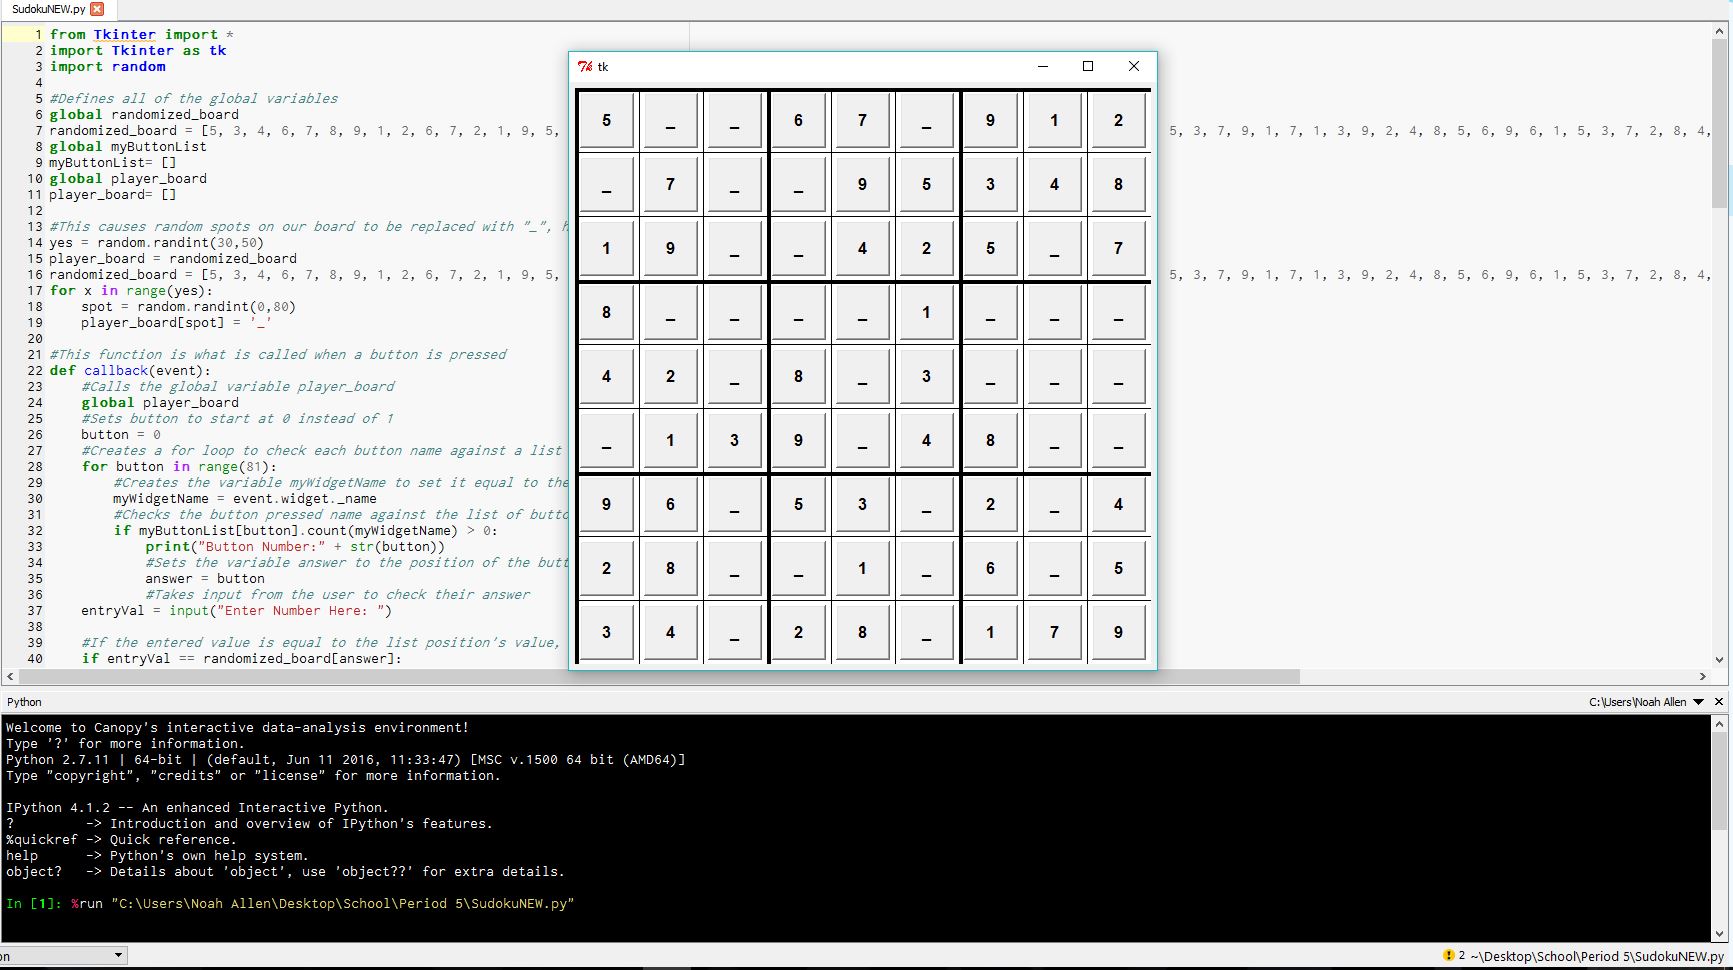 SudokuNEW.py
1 from Tkinter import *
2 import Tkinter as tk
3 import random
4
5 #Defines all of the global variables
6 global randomized_board
7 randomized_board = [5, 3, 4, 6, 7, 8, 9, 1, 2, 6, 7, 2, 1, 9, 5, 5, 3, 7, 9, 1, 7, 1, 3, 9, 2, 4, 8, 5, 6, 9, 6, 1, 5, 3, 7, 2, 8, 4,
8 global myButtonList
9 myButtonList= []
10 global player_board
11 player_board= []
12
13 #This causes random spots on our board to be replaced with "_",
14 yes = random.randint(30,50)
15 player_board = randomized_board
16 randomized_board = [5, 3, 4, 6, 7, 8, 9, 1, 2, 6, 7, 2, 1, 9, 5, 5, 3, 7, 9, 1, 7, 1, 3, 9, 2, 4, 8, 5, 6, 9, 6, 1, 5, 3, 7, 2, 8, 4,
17 for x in range(yes):
18 spot = random.randint(0,80)
19 player_board[spot] = '_'
20
21 #This function is what is called when a button is pressed
22 def callback(event):
23 #Calls the global variable player_board
24 global player_board
25 #Sets button to start at 0 instead of 1
26 button = 0
27 #Creates a for loop to check each button name against a list
28 for button in range(81):
29 #Creates the variable myWidgetName to set it equal to the
30 myWidgetName = event.widget._name
31 #Checks the button pressed name against the list of butto
32 if myButtonList[button].count(myWidgetName) > 0:
33 print("Button Number:" + str(button))
34 #Sets the variable answer to the position of the butt
35 answer = button
36 #Takes input from the user to check their answer
37 entryVal = input("Enter Number Here: ")
38
39 #If the entered value is equal to the list position's value,
40 if entryVal == randomized_board[answer]:
tk
5 _ _ 6 7 _ 9 1 2
_ 7 _ _ 9 5 3 4 8
1 9 _ _ 4 2 5 _ 7
8 _ _ _ _ 1 _ _ _
4 2 _ 8 _ 3 _ _ _
_ 1 3 9 _ 4 8 _ _
9 6 _ 5 3 _ 2 _ 4
2 8 _ _ 1 _ 6 _ 5
3 4 _ 2 8 _ 1 7 9
Python C:\Users\Noah Allen
Welcome to Canopy's interactive data-analysis environment!
Type '?' for more information.
Python 2.7.11 | 64-bit | (default, Jun 11 2016, 11:33:47) [MSC v.1500 64 bit (AMD64)]
Type "copyright", "credits" or "license" for more information.
IPython 4.1.2 -- An enhanced Interactive Python.
? -> Introduction and overview of IPython's features.
%quickref -> Quick reference.
help -> Python's own help system.
object? -> Details about 'object', use 'object??' for extra details.
In [1]: %run "C:\Users\Noah Allen\Desktop\School\Period 5\SudokuNEW.py"
on 2 ~\Desktop\School\Period 5\SudokuNEW.py